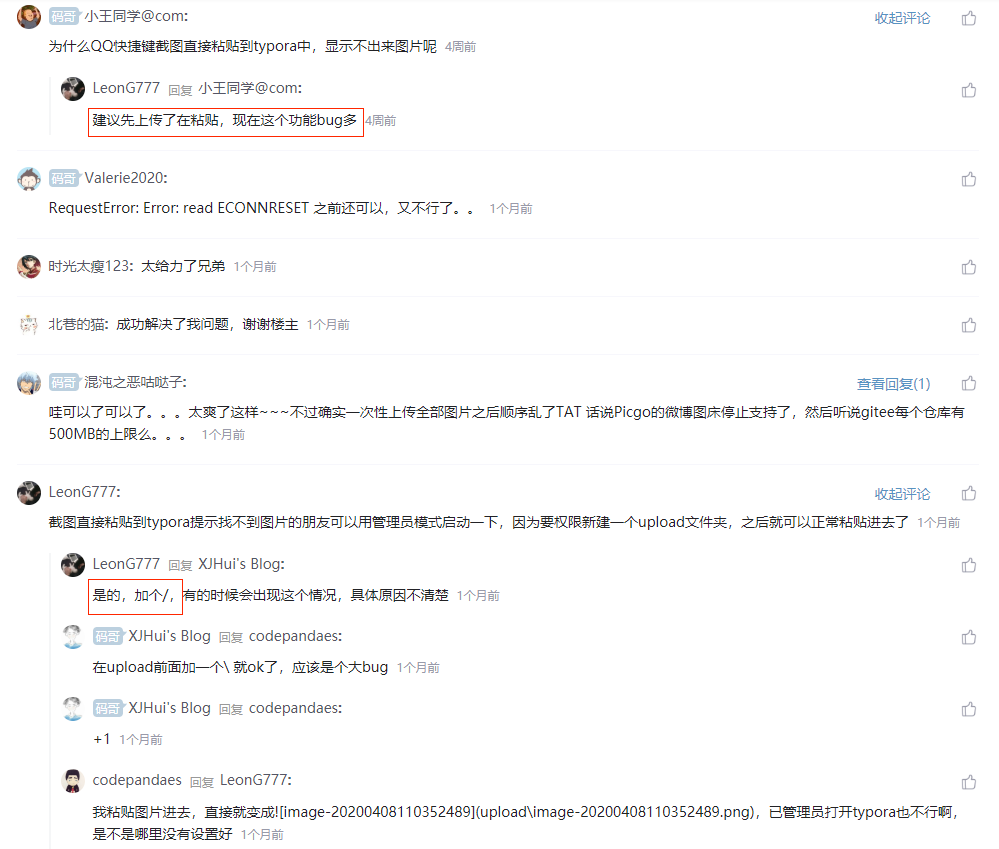 码哥 小王同学@com: 收起评论
为什么QQ快捷键截图直接粘贴到typora中，显示不出来图片呢 4周前
LeonG777 回复 小王同学@com:
建议先上传了在粘贴，现在这个功能bug多 4周前
码哥 Valerie2020:
RequestError: Error: read ECONNRESET 之前还可以，又不行了。。 1个月前
时光太瘦123: 太给力了兄弟 1个月前
北巷的猫: 成功解决了我问题，谢谢楼主 1个月前
码哥 混沌之恶咕哒子: 查看回复(1)
哇可以了可以了。。。太爽了这样~~~不过确实一次性上传全部图片之后顺序乱了TAT 话说Picgo的微博图床停止支持了，然后听说gitee每个仓库有
500MB的上限么。。。 1个月前
LeonG777: 收起评论
截图直接粘贴到typora提示找不到图片的朋友可以用管理员模式启动一下，因为要权限新建一个upload文件夹，之后就可以正常粘贴进去了 1个月前
LeonG777 回复 XJHui's Blog:
是的，加个/，有的时候会出现这个情况，具体原因不清楚 1个月前
码哥 XJHui's Blog 回复 codepandaes:
在upload前面加一个\ 就ok了，应该是个大bug 1个月前
码哥 XJHui's Blog 回复 codepandaes:
+1 1个月前
codepandaes 回复 LeonG777:
我粘贴图片进去，直接就变成![image-20200408110352489](upload\image-20200408110352489.png)，已管理员打开typora也不行啊，
是不是哪里没有设置好 1个月前